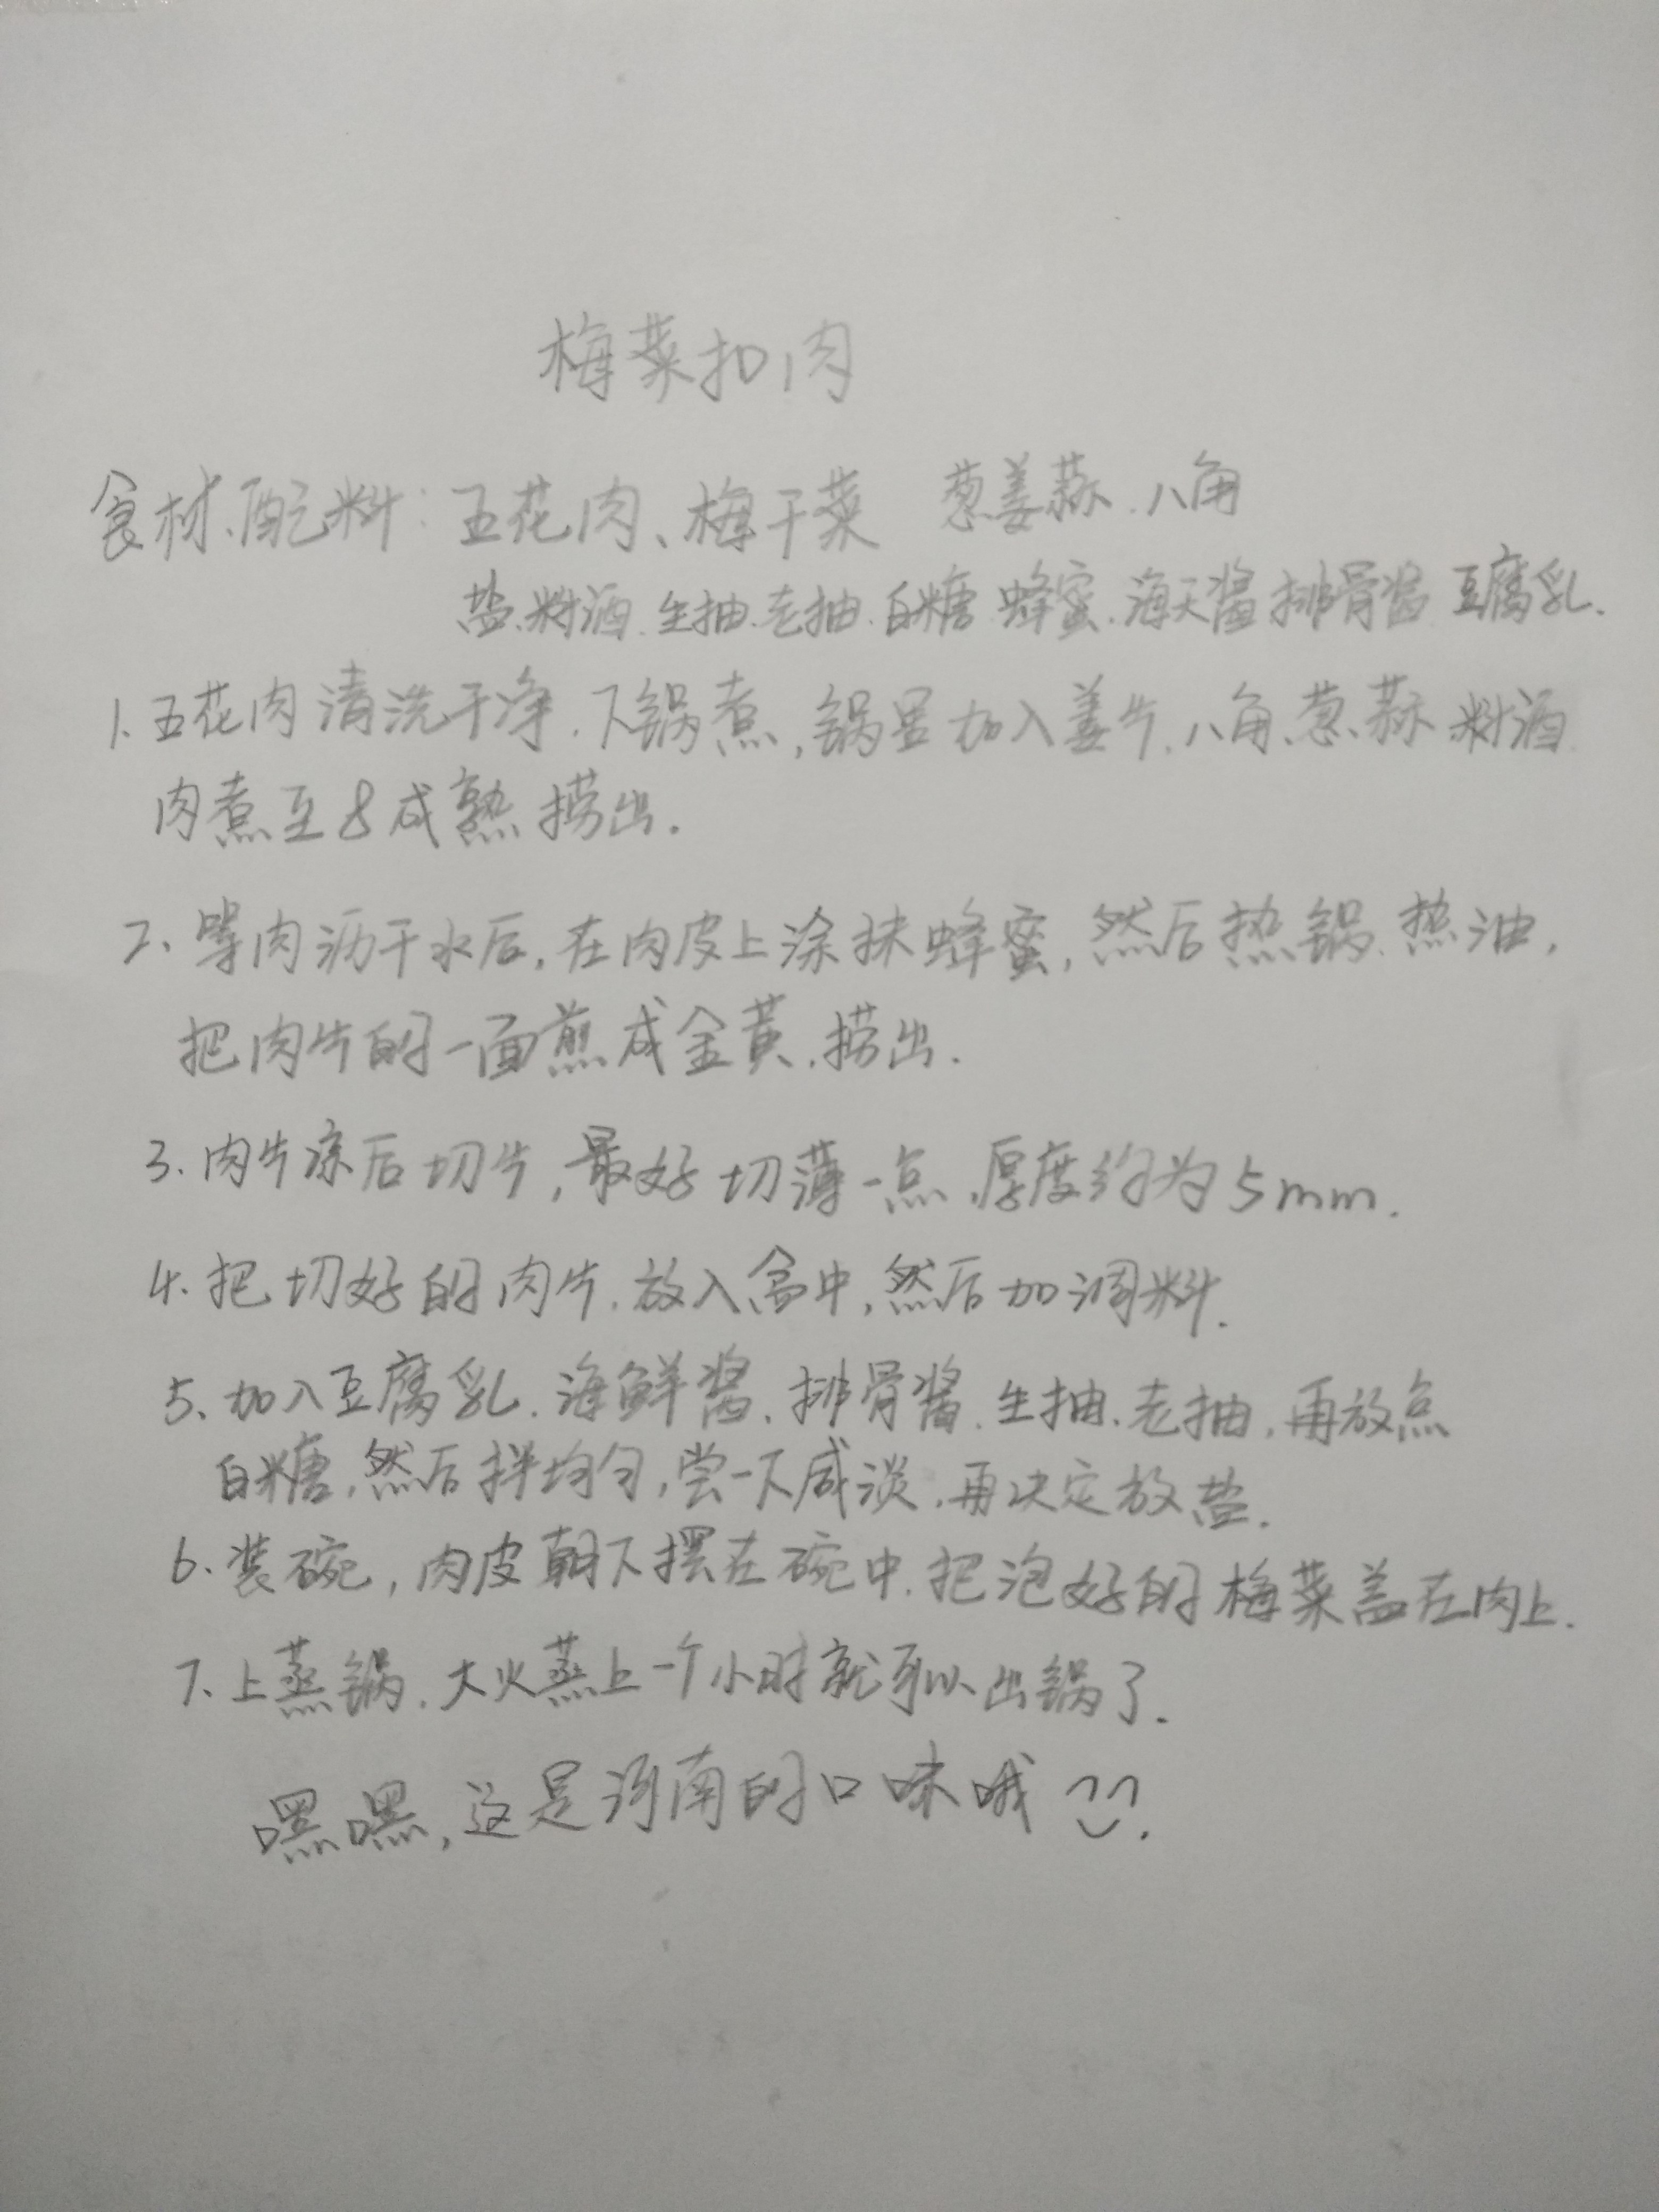 梅菜扣肉
食材、配料：五花肉、梅干菜 葱姜蒜.八角
盐.料酒.生抽.老抽.白糖 蜂蜜.海天酱 排骨酱 豆腐乳.
1.五花肉清洗干净.下锅煮,锅里加入姜片.八角、葱.蒜 料酒
肉煮至8成熟捞出.
2、等肉沥干水后,在肉皮上涂抹蜂蜜,然后热锅.热油,
把肉片的一面煎成金黄.捞出.
3.肉片凉后切片,最好切薄一点.厚度约为5mm.
4.把切好的肉片.放入盆中,然后加调料.
5、加入豆腐乳.海鲜酱.排骨酱.生抽.老抽,再放点
白糖,然后拌均匀,尝一下咸淡.再决定放盐.
6、装碗,肉皮朝下摆在碗中.把泡好的梅菜盖在肉上.
7、上蒸锅.大火蒸上一个小时就可以出锅了.
嘿嘿,这是河南的口味哦